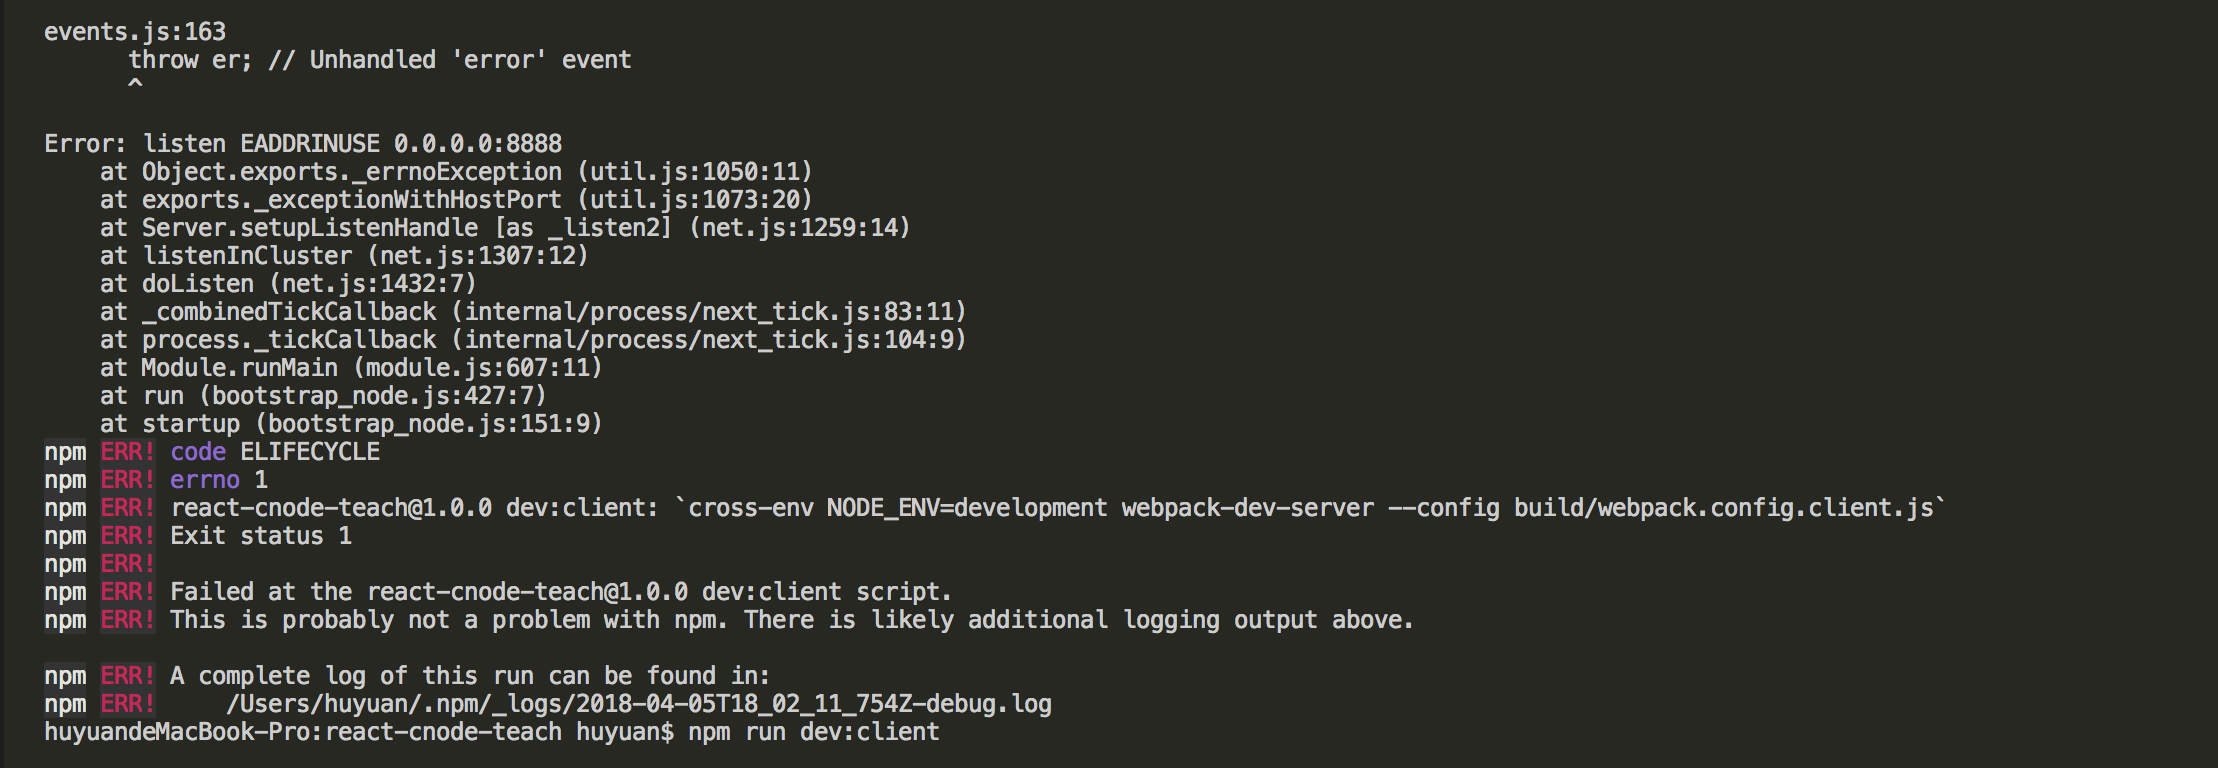 events.js:163
      throw er; // Unhandled 'error' event
      ^
Error: listen EADDRINUSE 0.0.0.0:8888
    at Object.exports._errnoException (util.js:1050:11)
    at exports._exceptionWithHostPort (util.js:1073:20)
    at Server.setupListenHandle [as _listen2] (net.js:1259:14)
    at listenInCluster (net.js:1307:12)
    at doListen (net.js:1432:7)
    at _combinedTickCallback (internal/process/next_tick.js:83:11)
    at process._tickCallback (internal/process/next_tick.js:104:9)
    at Module.runMain (module.js:607:11)
    at run (bootstrap_node.js:427:7)
    at startup (bootstrap_node.js:151:9)
npm ERR! code ELIFECYCLE
npm ERR! errno 1
npm ERR! react-cnode-teach@1.0.0 dev:client: `cross-env NODE_ENV=development webpack-dev-server --config build/webpack.config.client.js`
npm ERR! Exit status 1
npm ERR!
npm ERR! Failed at the react-cnode-teach@1.0.0 dev:client script.
npm ERR! This is probably not a problem with npm. There is likely additional logging output above.
npm ERR! A complete log of this run can be found in:
npm ERR!     /Users/huyuan/.npm/_logs/2018-04-05T18_02_11_754Z-debug.log
huyuandeMacBook-Pro:react-cnode-teach huyuan$ npm run dev:client